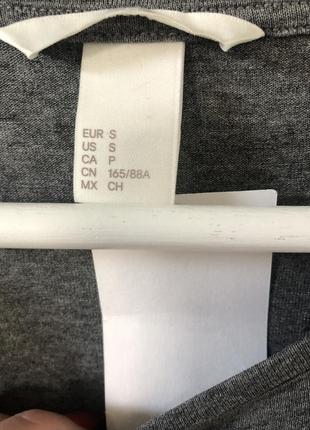 EUR S
US S
CA P
CN 165/88A
MX CH